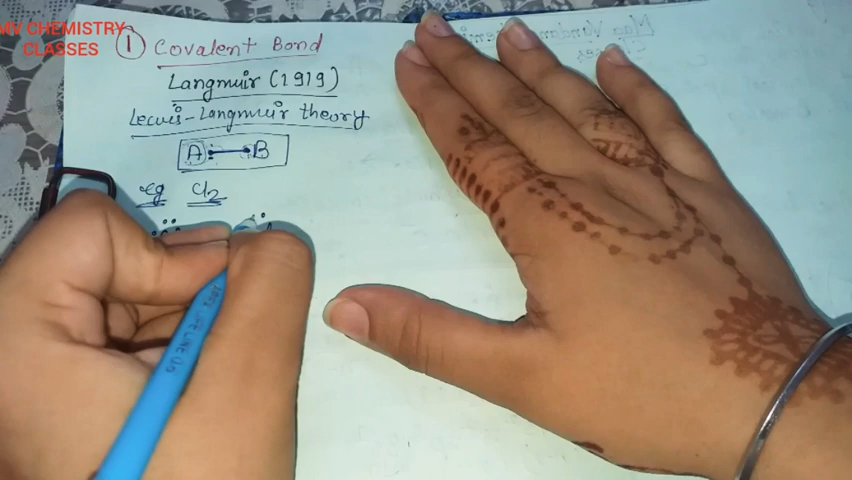 MV CHEMISTRY
CLASSES
① Covalent Bond
Langmuir (1919)
Lewis-Langmuir theory
A B
eg Cl2